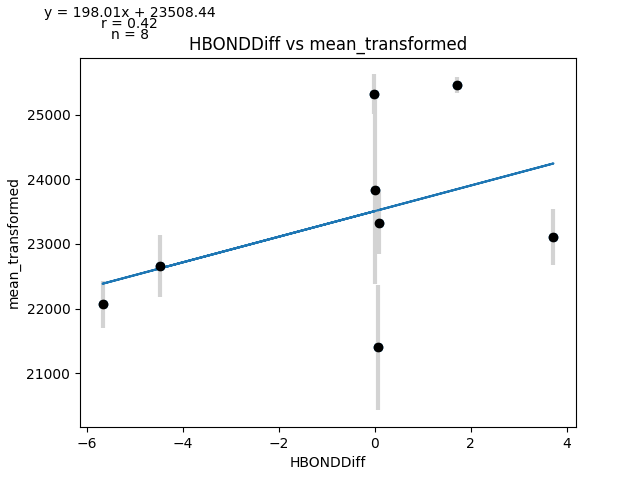 y = 198.01x + 23508.44
r = 0.42
n = 8
HBONDDiff vs mean_transformed
mean_transformed
25000
24000
23000
22000
21000
−6
−4
−2
0
2
4
HBONDDiff